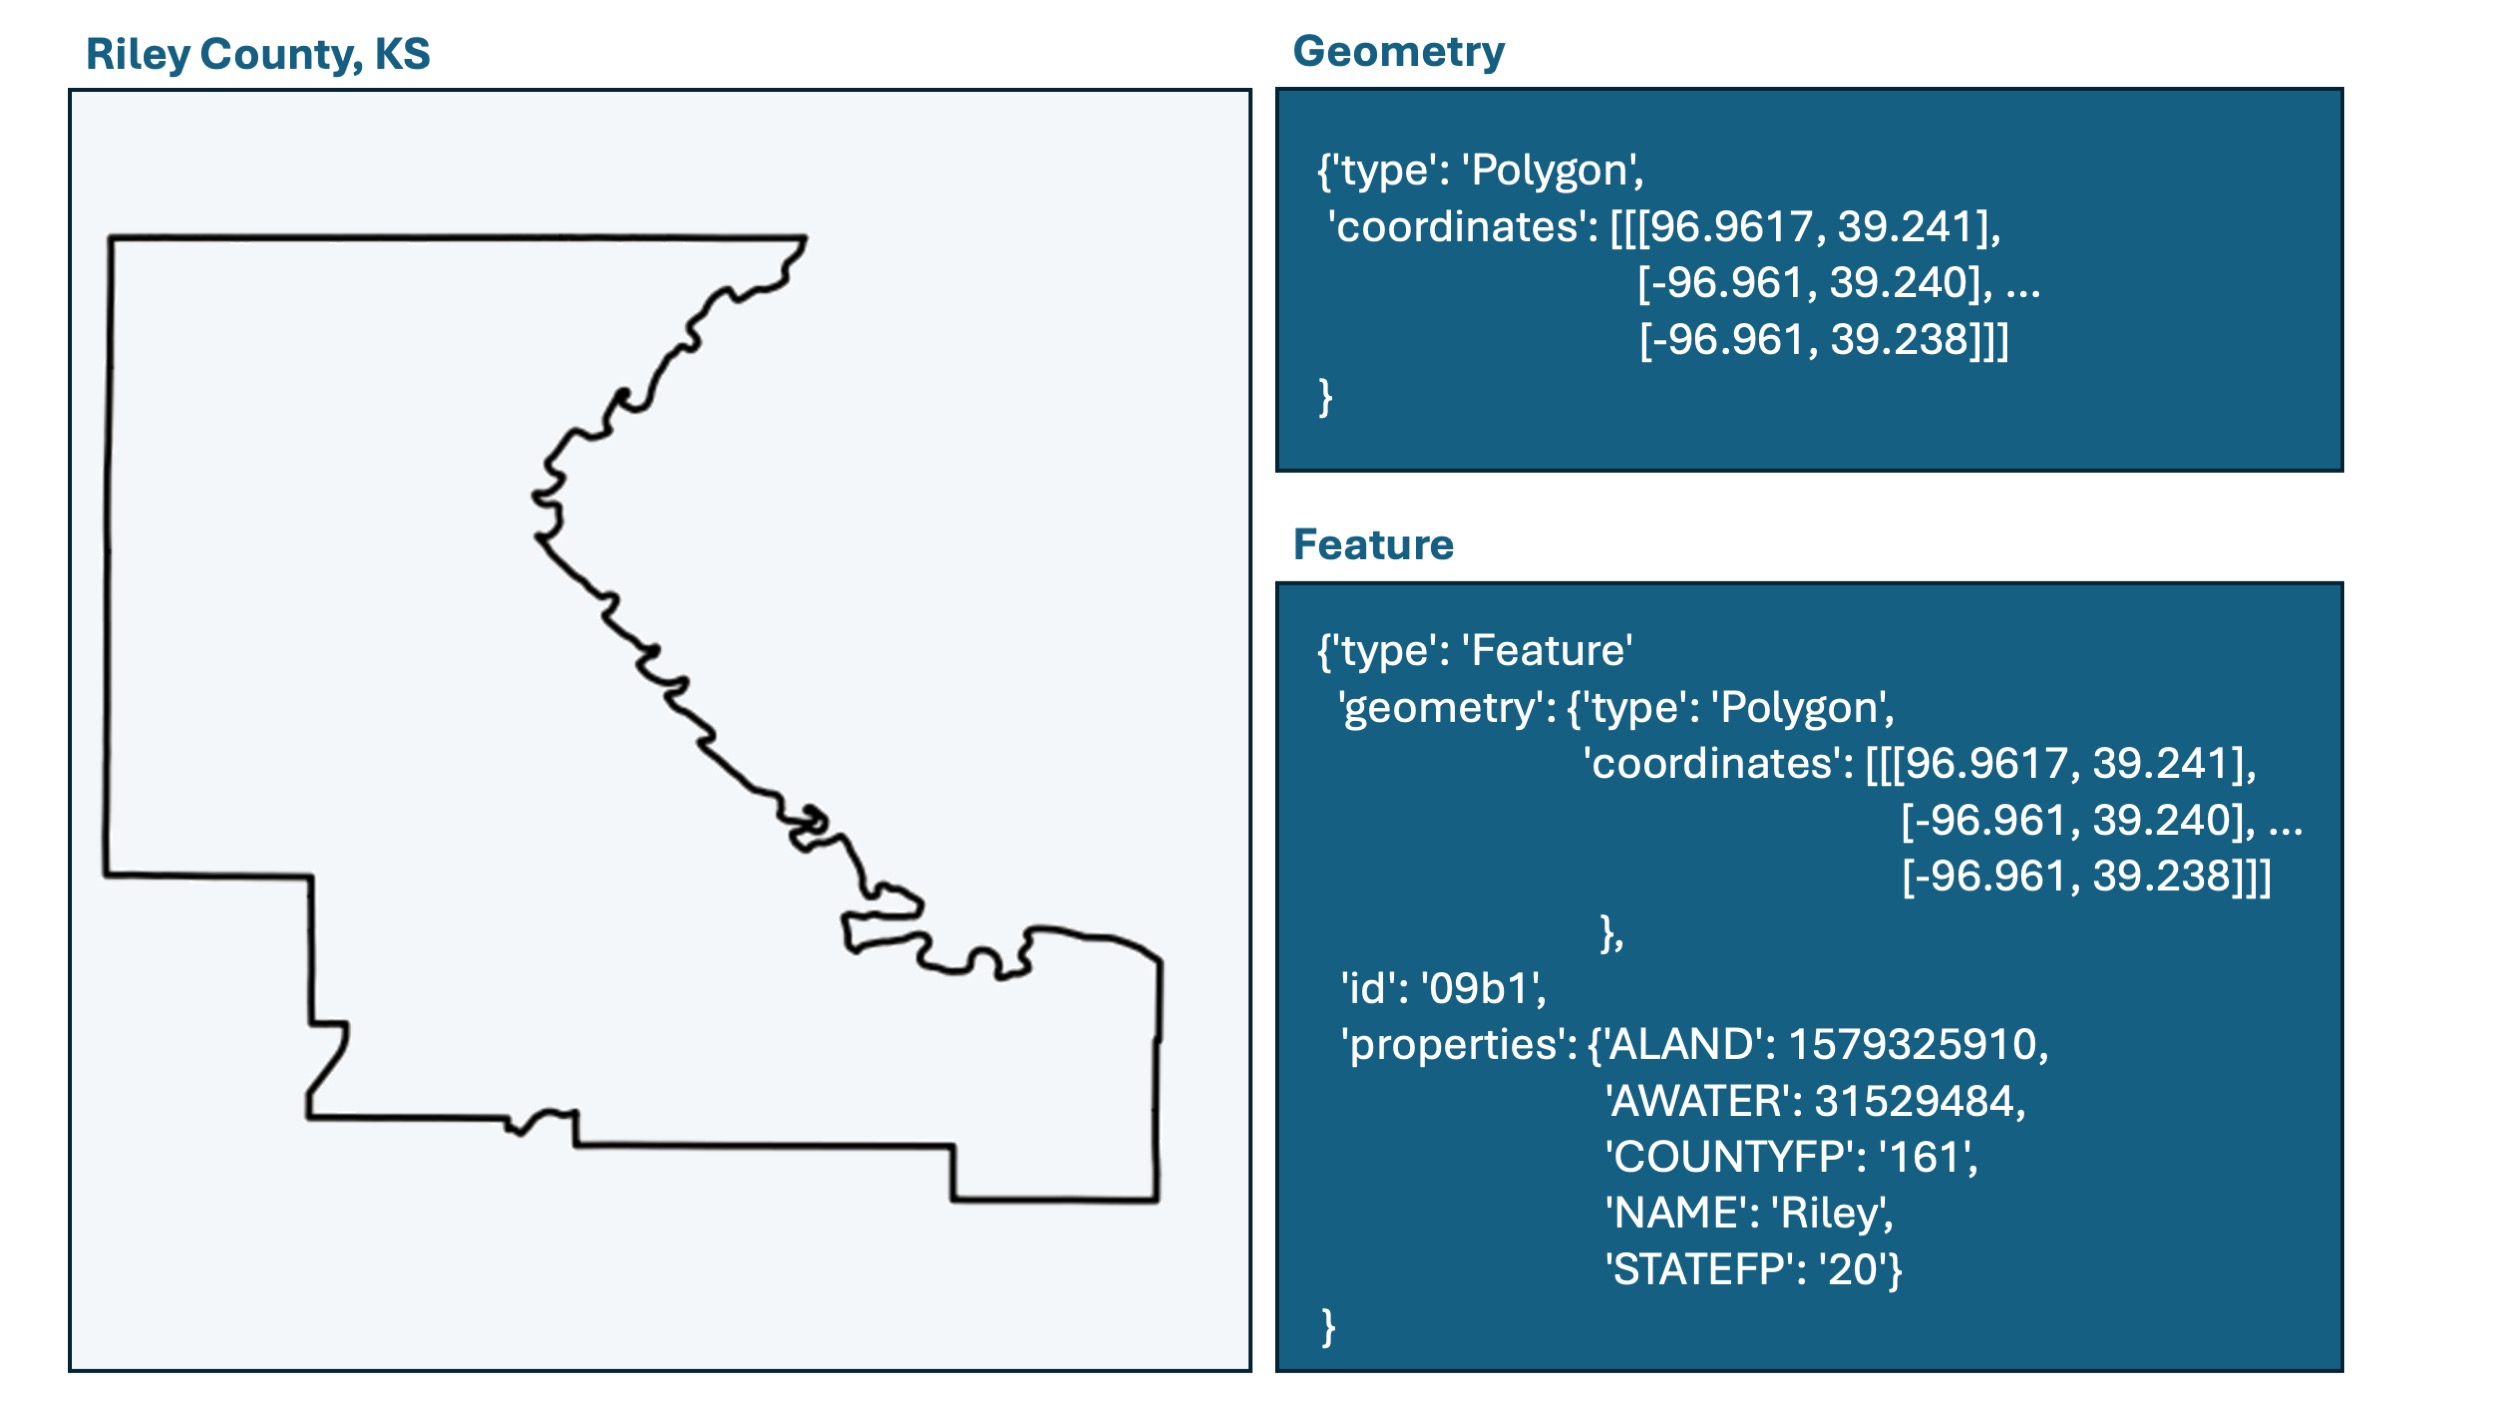 Riley County, KS
Geometry
{'type': 'Polygon',
'coordinates': [[[96.9617, 39.241],
[-96.961, 39.240], ...
[-96.961, 39.238]]]
}
Feature
{'type': 'Feature'
'geometry': {'type': 'Polygon',
'coordinates': [[[96.9617, 39.241],
[-96.961, 39.240], ...
[-96.961, 39.238]]]
},
'id': '09b1',
'properties': {'ALAND': 1579325910,
'AWATER': 31529484,
'COUNTYFP': '161',
'NAME': 'Riley',
'STATEFP': '20'}
}